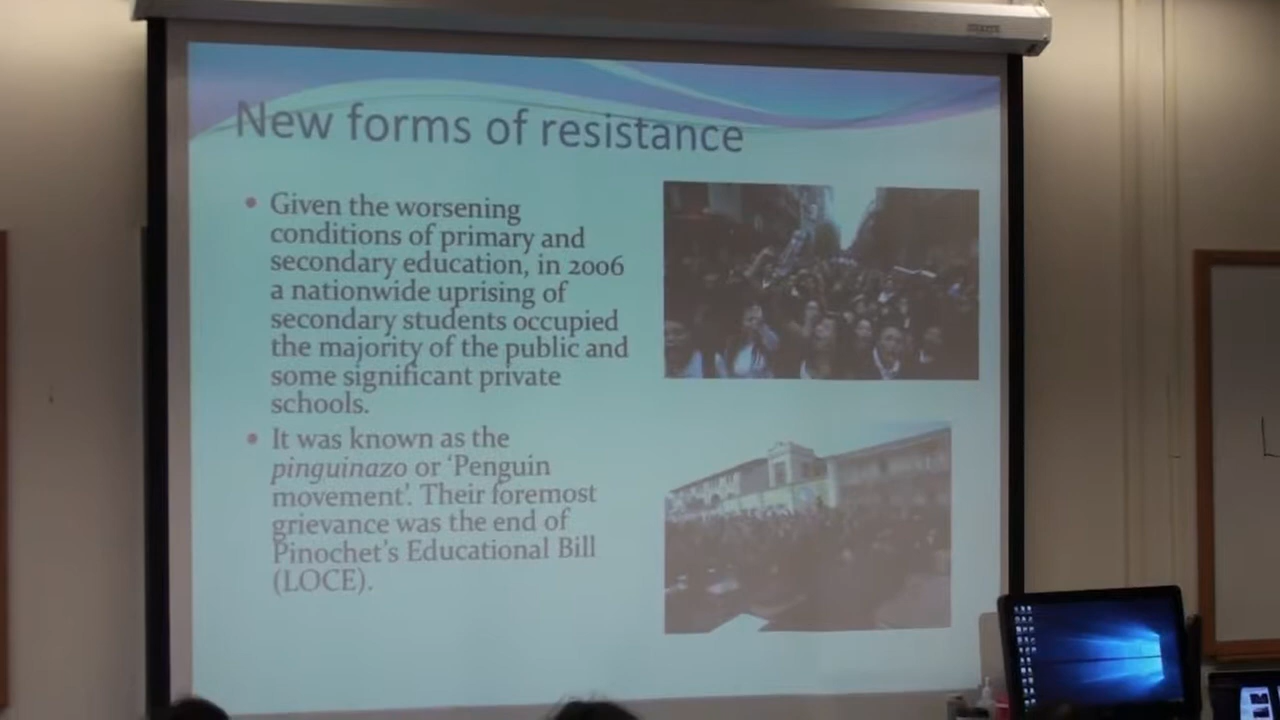 New forms of resistance
• Given the worsening
conditions of primary and
secondary education, in 2006
a nationwide uprising of
secondary students occupied
the majority of the public and
some significant private
schools.
• It was known as the
pinguinazo or ‘Penguin
movement’. Their foremost
grievance was the end of
Pinochet’s Educational Bill
(LOCE).